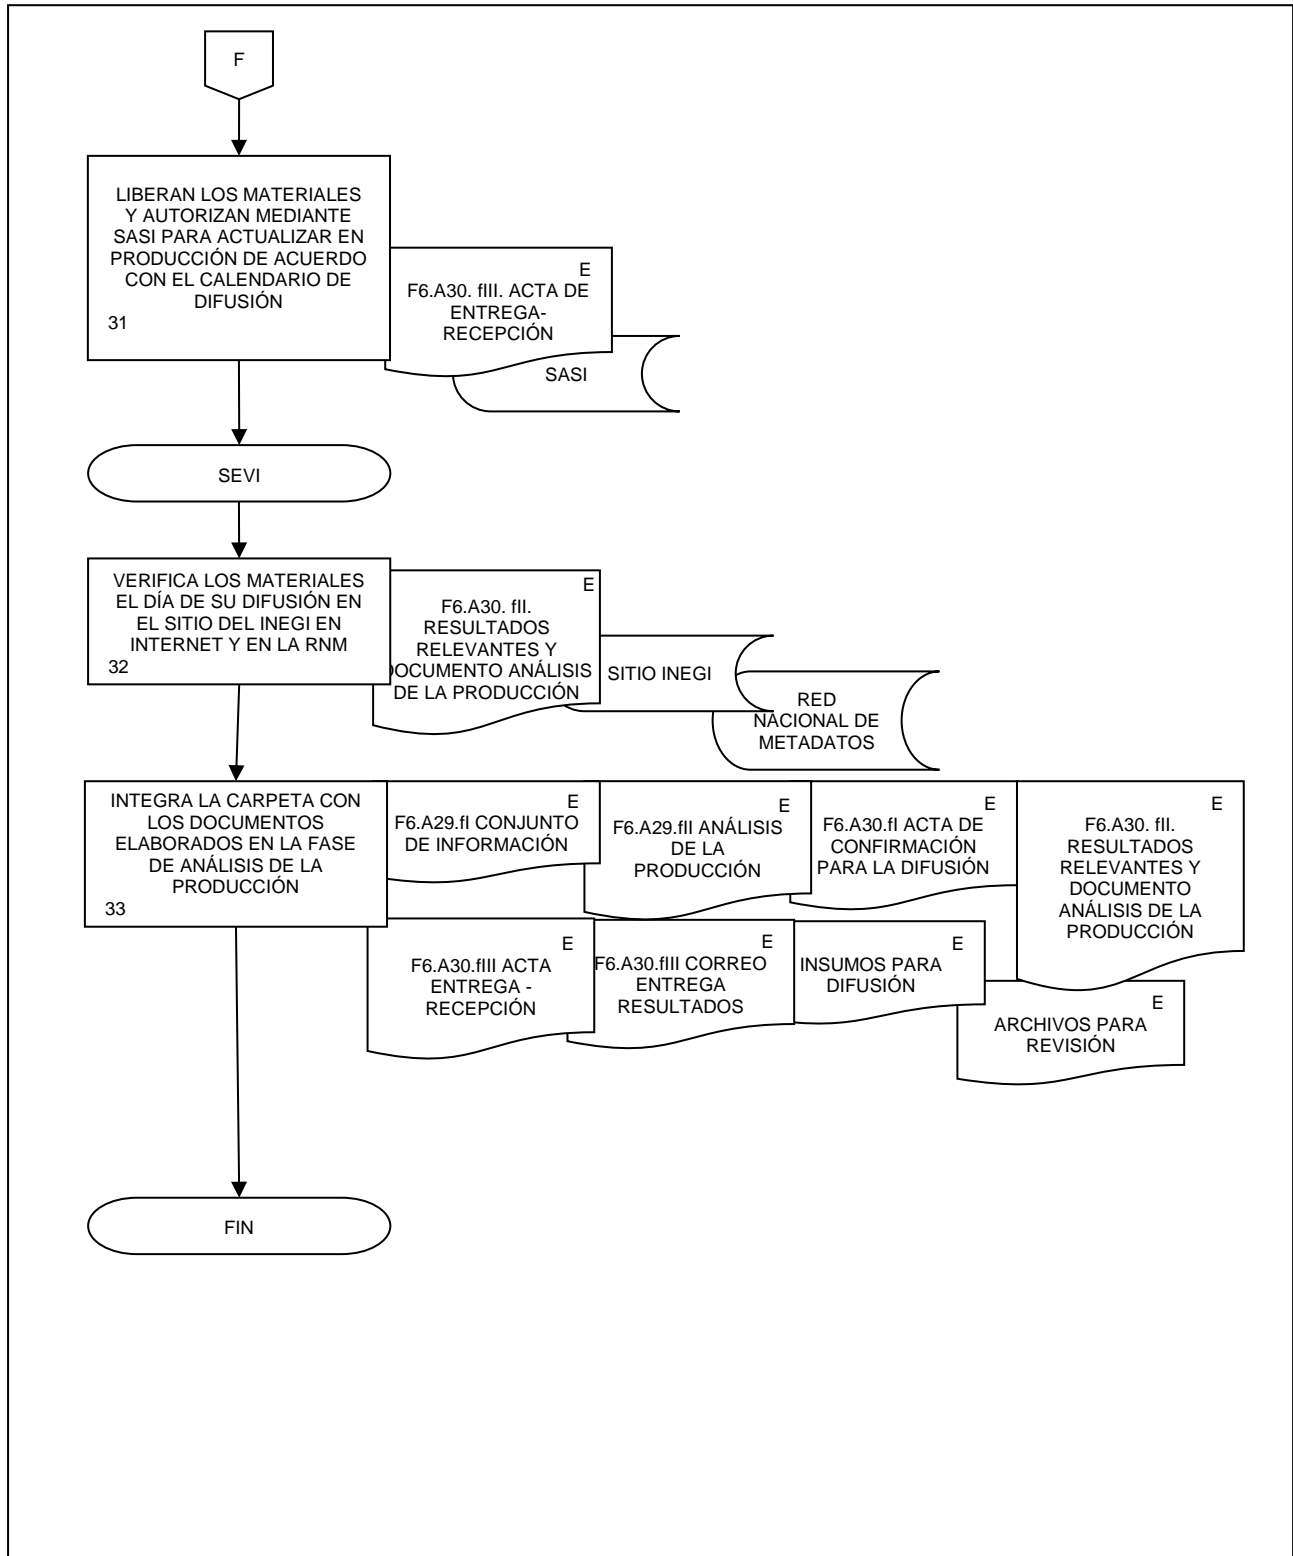 F
LIBERAN LOS MATERIALES
Y AUTORIZAN MEDIANTE
SASI PARA ACTUALIZAR EN
PRODUCCIÓN DE ACUERDO
CON EL CALENDARIO DE
DIFUSIÓN
31
E
F6.A30. fIII. ACTA DE
ENTREGA-
RECEPCIÓN
SASI
SEVI
VERIFICA LOS MATERIALES
EL DÍA DE SU DIFUSIÓN EN
EL SITIO DEL INEGI EN
INTERNET Y EN LA RNM
32
E
F6.A30. fII.
RESULTADOS
RELEVANTES Y
DOCUMENTO ANÁLISIS
DE LA PRODUCCIÓN
SITIO INEGI
RED
NACIONAL DE
METADATOS
INTEGRA LA CARPETA CON
LOS DOCUMENTOS
ELABORADOS EN LA FASE
DE ANÁLISIS DE LA
PRODUCCIÓN
33
E
F6.A29.fI CONJUNTO
DE INFORMACIÓN
E
F6.A29.fII ANÁLISIS
DE LA
PRODUCCIÓN
E
F6.A30.fI ACTA DE
CONFIRMACIÓN
PARA LA DIFUSIÓN
E
F6.A30. fII.
RESULTADOS
RELEVANTES Y
DOCUMENTO
ANÁLISIS DE LA
PRODUCCIÓN
E
F6.A30.fIII ACTA
ENTREGA -
RECEPCIÓN
E
F6.A30.fIII CORREO
ENTREGA
RESULTADOS
E
INSUMOS PARA
DIFUSIÓN
E
ARCHIVOS PARA
REVISIÓN
FIN